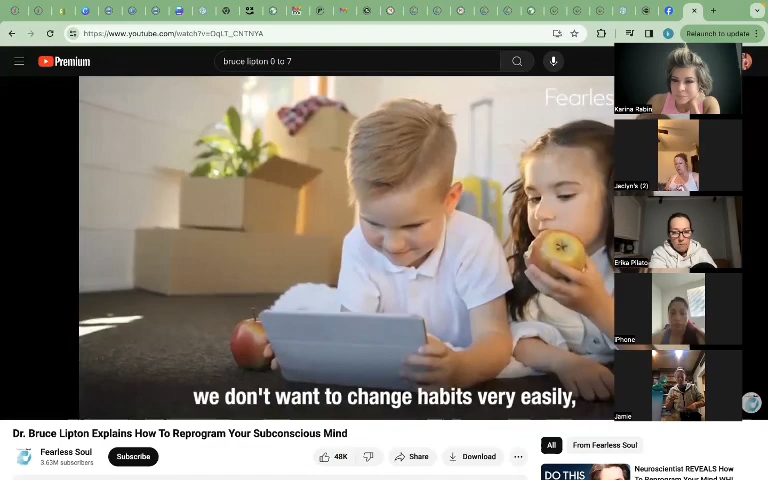 https://www.youtube.com/watch?v=OqLT_CNTNYA
Relaunch to update
Premium
bruce lipton 0 to 7
Fearles
Karina Rabin
Jaclyn's (2)
Erika Pilato
iPhone
Jamie
we don't want to change habits very easily,
Dr. Bruce Lipton Explains How To Reprogram Your Subconscious Mind
Fearless Soul
3.63M subscribers
Subscribe
48K
Share
Download
All
From Fearless Soul
DO THIS
Neuroscientist REVEALS How
To Reprogram Your Mind WHI